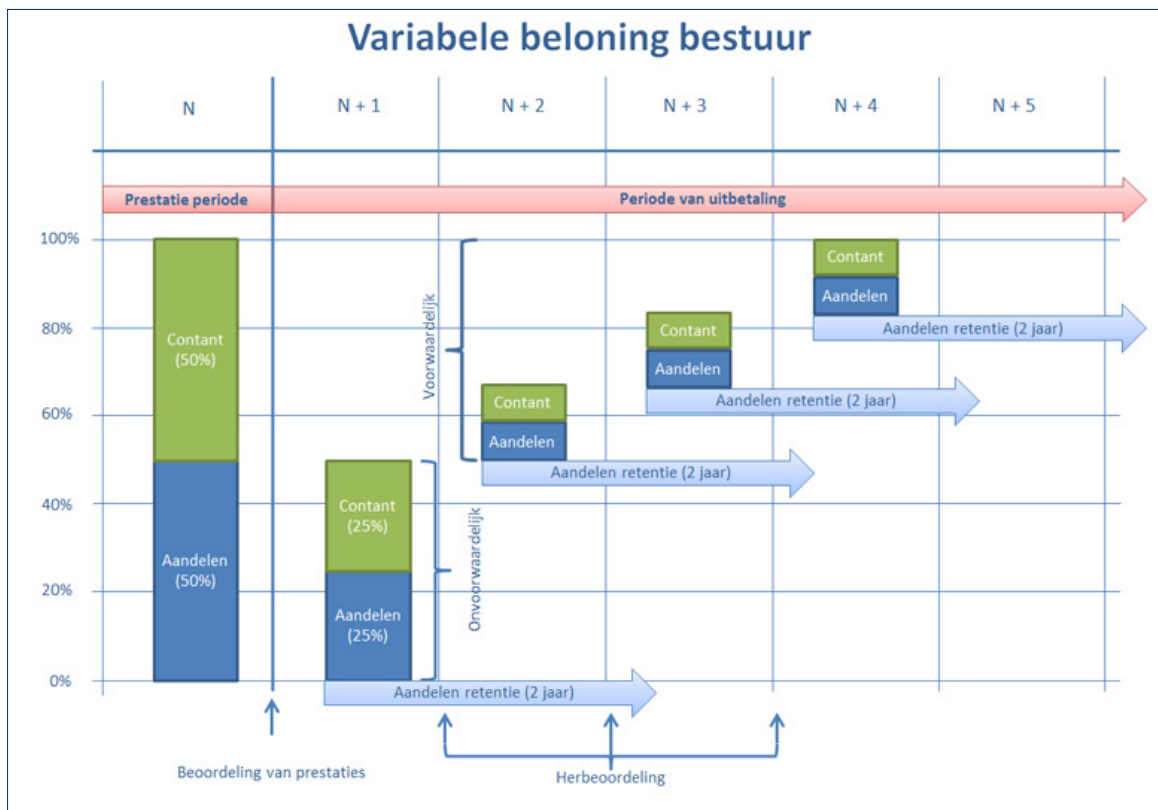 Variabele beloning bestuur
N
N + 1
N + 2
N + 3
N + 4
N + 5
Prestatie periode
Periode van uitbetaling
100%
80%
60%
40%
20%
0%
Contant
(50%)
Aandelen
(50%)
Contant
(25%)
Aandelen
(25%)
Onvoorwaardelijk
Aandelen retentie (2 jaar)
Voorwaardelijk
Contant
Aandelen
Aandelen retentie (2 jaar)
Contant
Aandelen
Aandelen retentie (2 jaar)
Contant
Aandelen
Aandelen retentie (2 jaar)
Beoordeling van prestaties
Herbeoordeling